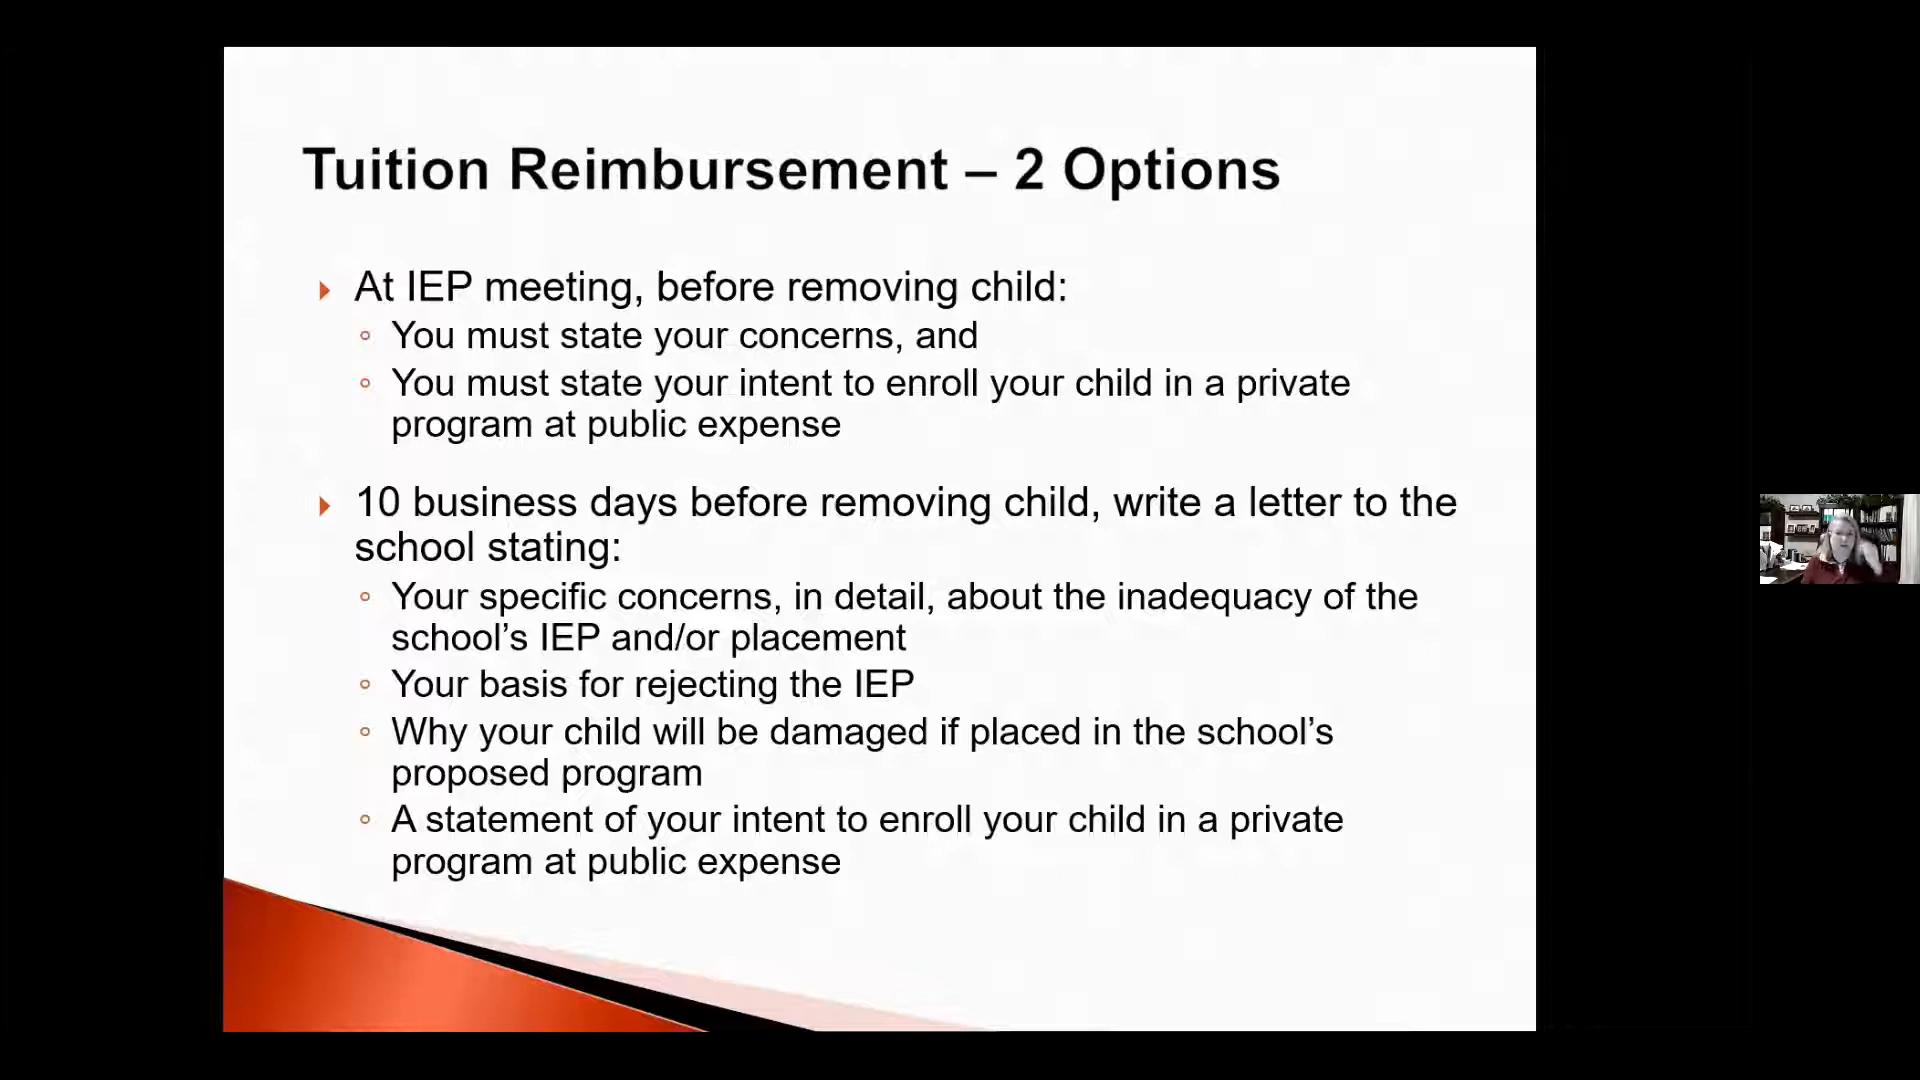 Tuition Reimbursement – 2 Options
At IEP meeting, before removing child:
You must state your concerns, and
You must state your intent to enroll your child in a private
program at public expense
10 business days before removing child, write a letter to the
school stating:
Your specific concerns, in detail, about the inadequacy of the
school’s IEP and/or placement
Your basis for rejecting the IEP
Why your child will be damaged if placed in the school’s
proposed program
A statement of your intent to enroll your child in a private
program at public expense